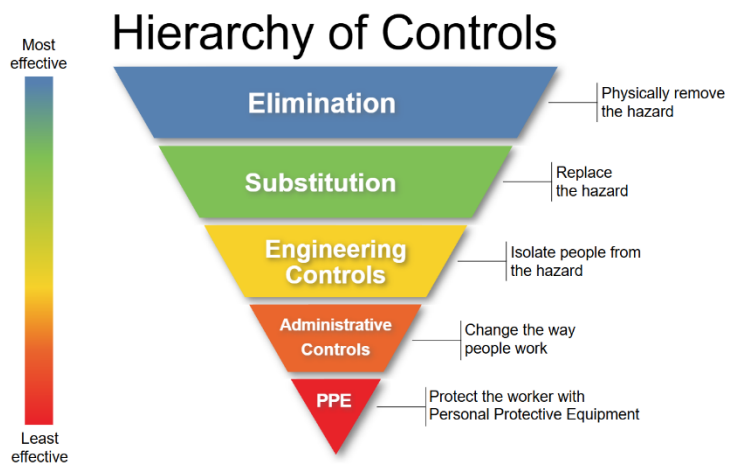 Hierarchy of Controls
Most
effective
Elimination
Physically remove
the hazard
Substitution
Replace
the hazard
Engineering
Controls
Isolate people from
the hazard
Administrative
Controls
Change the way
people work
PPE
Protect the worker with
Personal Protective Equipment
Least
effective